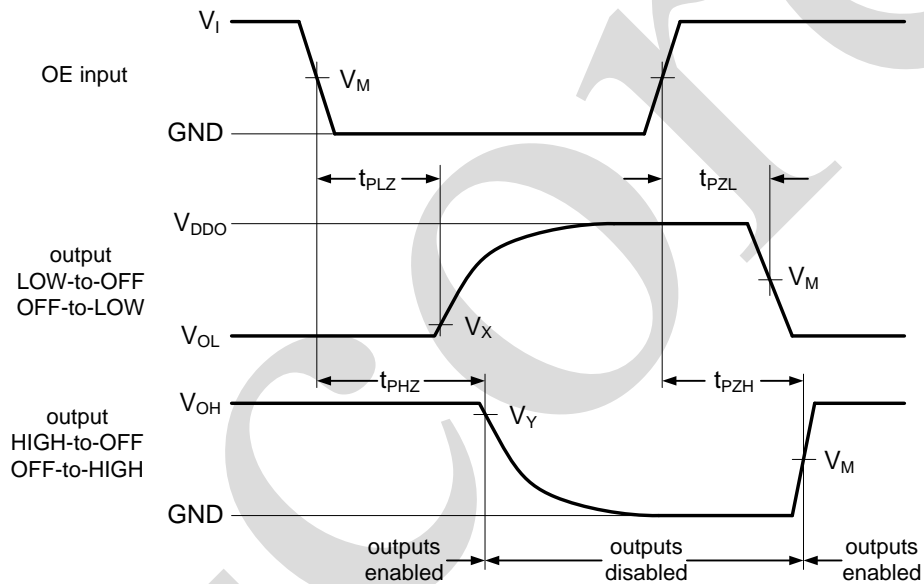 V_I
OE input
V_M
GND
t_PLZ
t_PZL
V_DDO
output
LOW-to-OFF
OFF-to-LOW
V_M
V_OL
V_X
t_PHZ
t_PZH
V_OH
output
HIGH-to-OFF
OFF-to-HIGH
V_Y
V_M
GND
outputs
enabled
outputs
disabled
outputs
enabled